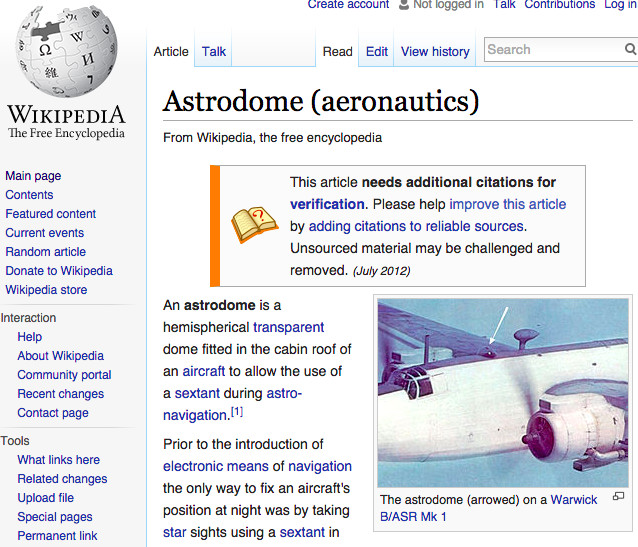 Create account Not logged in Talk Contributions Log in
Article Talk Read Edit View history Search
WIKIPEDIA
The Free Encyclopedia
Main page
Contents
Featured content
Current events
Random article
Donate to Wikipedia
Wikipedia store
Interaction
Help
About Wikipedia
Community portal
Recent changes
Contact page
Tools
What links here
Related changes
Upload file
Special pages
Permanent link
Astrodome (aeronautics)
From Wikipedia, the free encyclopedia
This article needs additional citations for
verification. Please help improve this article
by adding citations to reliable sources.
Unsourced material may be challenged and
removed. (July 2012)
An astrodome is a
hemispherical transparent
dome fitted in the cabin roof of
an aircraft to allow the use of
a sextant during astro-
navigation.[1]
Prior to the introduction of
electronic means of navigation
the only way to fix an aircraft's
position at night was by taking
star sights using a sextant in
The astrodome (arrowed) on a Warwick
B/ASR Mk 1